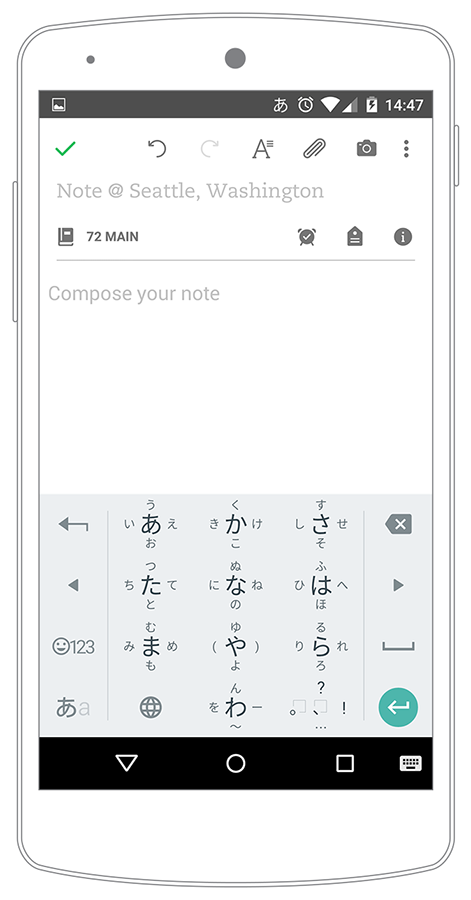 あ 14:47
Note @ Seattle, Washington
72 MAIN
Compose your note
う く す
い あ え き か け し さ せ
お こ そ
つ ぬ ふ
ち た て に な ね ひ は へ
と の ほ
む ゆ る
😊123 み ま め ( や ) り ら れ
も よ ろ
ん ?
あa を わ ー 。 、 !
〜 …